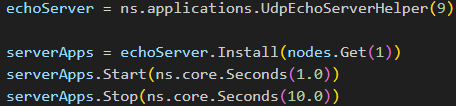 echoServer = ns.applications.UdpEchoServerHelper(9)
serverApps = echoServer.Install(nodes.Get(1))
serverApps.Start(ns.core.Seconds(1.0))
serverApps.Stop(ns.core.Seconds(10.0))